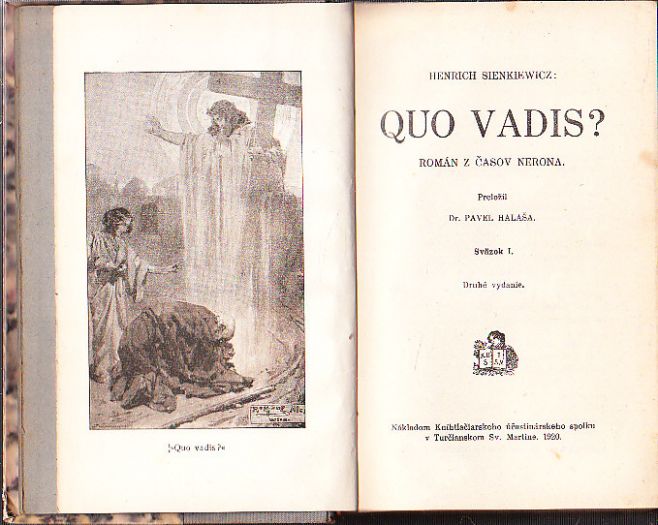 »Quo vadis?«
HENRICH SIENKIEWICZ:
QUO VADIS?
ROMÁN Z ČASOV NERONA.
Preložil
Dr. PAVEL HALAŠA.
Sväzok I.
Druhé vydanie.
Nákladom Kníhtlačiarskeho účastinárskeho spolku
v Turčianskom Sv. Martine. 1920.